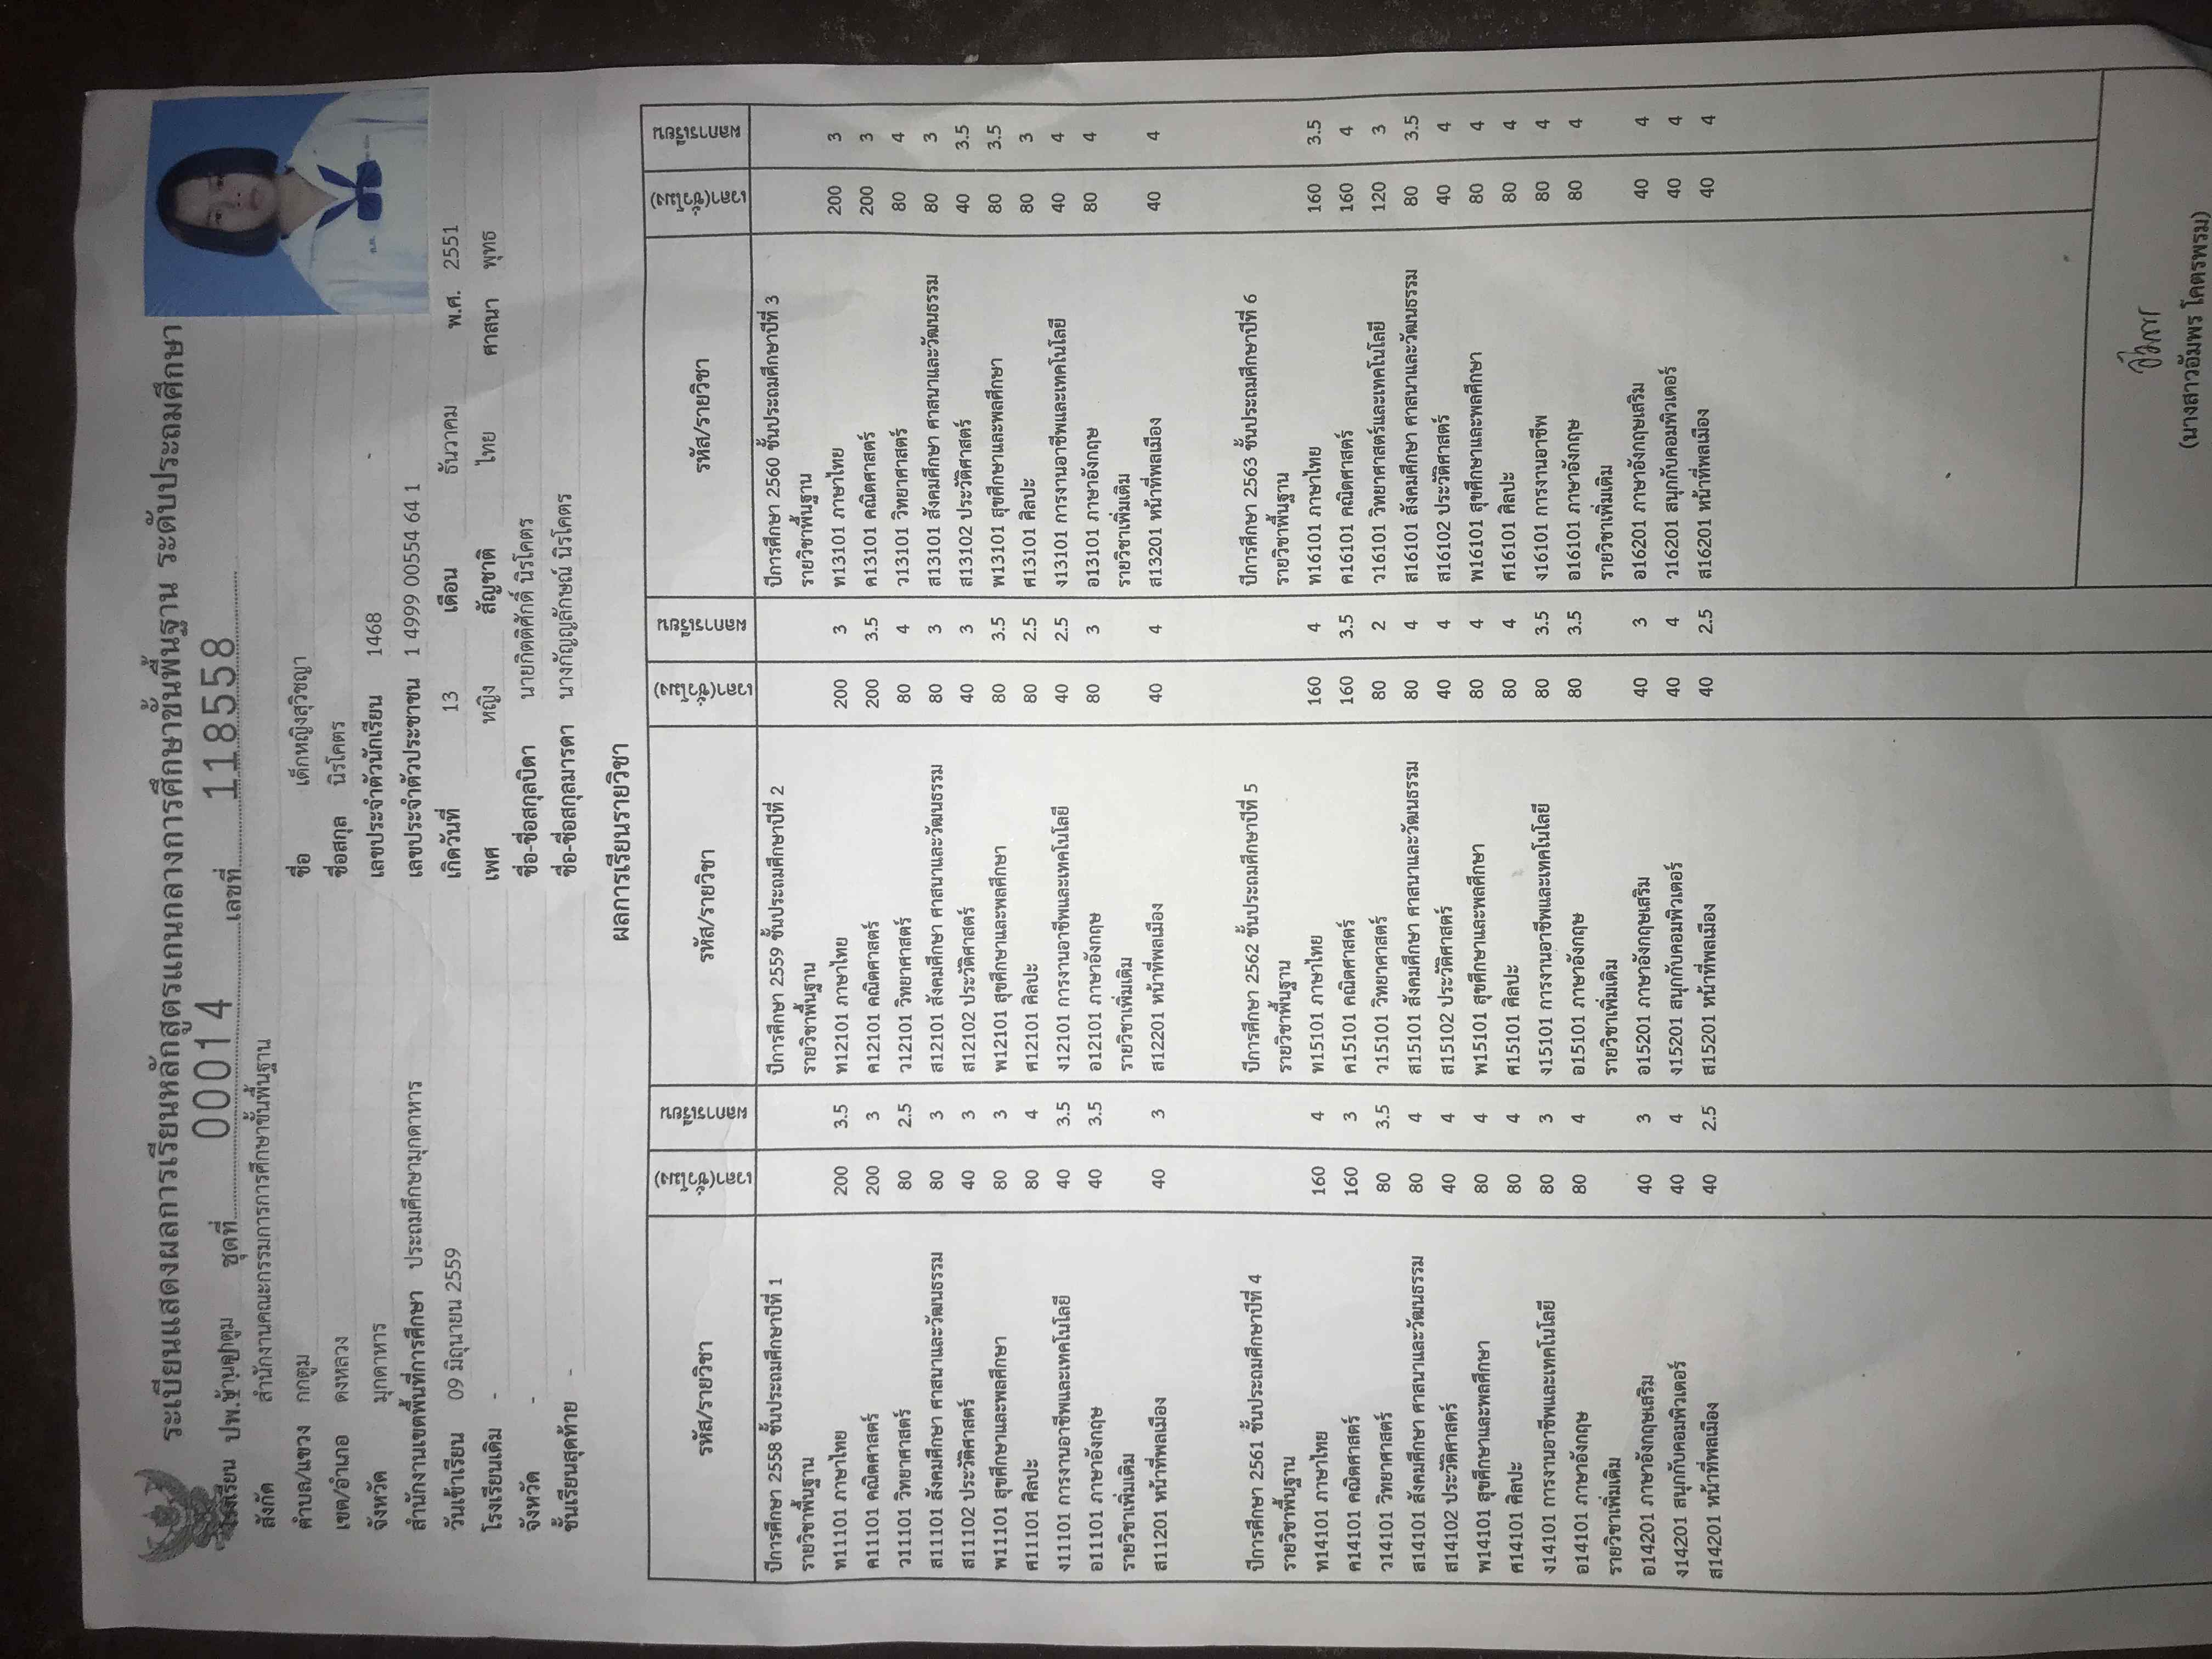 ระเบียนแสดงผลการเรียนหลักสูตรแกนกลางการศึกษาขั้นพื้นฐาน ระดับประถมศึกษา
ปพ. ชุดที่ 00014 เลขที่ 118558
สังกัด สำนักงานคณะกรรมการการศึกษาขั้นพื้นฐาน
ตำบล/แขวง กกตูม
เขต/อำเภอ ดงหลวง
จังหวัด มุกดาหาร
สำนักงานเขตพื้นที่การศึกษา ประถมศึกษามุกดาหาร
วันเข้าเรียน 09 มิถุนายน 2559
โรงเรียนเดิม -
จังหวัด -
ชั้นเรียนสุดท้าย -
ชื่อ เด็กหญิงสุวิชญา
ชื่อสกุล นิรโคตร
เลขประจำตัวนักเรียน 1468 -
เลขประจำตัวประชาชน 1 4999 00554 64 1
เกิดวันที่ 13 เดือน ธันวาคม พ.ศ. 2551
เพศ หญิง สัญชาติ ไทย ศาสนา พุทธ
ชื่อ-ชื่อสกุลบิดา นายกิตติศักดิ์ นิรโคตร
ชื่อ-ชื่อสกุลมารดา นางกัญญลักษณ์ นิรโคตร
ผลการเรียนรายวิชา
รหัส/รายวิชา เวลา(ชั่วโมง) ผลการเรียน
ปีการศึกษา 2558 ชั้นประถมศึกษาปีที่ 1
รายวิชาพื้นฐาน
ท11101 ภาษาไทย 200 3.5
ค11101 คณิตศาสตร์ 200 3
ว11101 วิทยาศาสตร์ 80 2.5
ส11101 สังคมศึกษา ศาสนาและวัฒนธรรม 80 3
ส11102 ประวัติศาสตร์ 40 3
พ11101 สุขศึกษาและพลศึกษา 80 3
ศ11101 ศิลปะ 80 4
ง11101 การงานอาชีพและเทคโนโลยี 40 3.5
อ11101 ภาษาอังกฤษ 40 3.5
รายวิชาเพิ่มเติม
ส11201 หน้าที่พลเมือง 40 3
ปีการศึกษา 2561 ชั้นประถมศึกษาปีที่ 4
รายวิชาพื้นฐาน
ท14101 ภาษาไทย 160 4
ค14101 คณิตศาสตร์ 160 3
ว14101 วิทยาศาสตร์ 80 3.5
ส14101 สังคมศึกษา ศาสนาและวัฒนธรรม 80 4
ส14102 ประวัติศาสตร์ 40 4
พ14101 สุขศึกษาและพลศึกษา 80 4
ศ14101 ศิลปะ 80 4
ง14101 การงานอาชีพและเทคโนโลยี 80 3
อ14101 ภาษาอังกฤษ 80 4
รายวิชาเพิ่มเติม
อ14201 ภาษาอังกฤษเสริม 40 3
ง14201 สนุกกับคอมพิวเตอร์ 40 4
ส14201 หน้าที่พลเมือง 40 2.5
รหัส/รายวิชา เวลา(ชั่วโมง) ผลการเรียน
ปีการศึกษา 2559 ชั้นประถมศึกษาปีที่ 2
รายวิชาพื้นฐาน
ท12101 ภาษาไทย 200 3
ค12101 คณิตศาสตร์ 200 3.5
ว12101 วิทยาศาสตร์ 80 4
ส12101 สังคมศึกษา ศาสนาและวัฒนธรรม 80 3
ส12102 ประวัติศาสตร์ 40 3
พ12101 สุขศึกษาและพลศึกษา 80 3.5
ศ12101 ศิลปะ 80 2.5
ง12101 การงานอาชีพและเทคโนโลยี 40 2.5
อ12101 ภาษาอังกฤษ 80 3
รายวิชาเพิ่มเติม
ส12201 หน้าที่พลเมือง 40 4
ปีการศึกษา 2562 ชั้นประถมศึกษาปีที่ 5
รายวิชาพื้นฐาน
ท15101 ภาษาไทย 160 4
ค15101 คณิตศาสตร์ 160 3.5
ว15101 วิทยาศาสตร์ 80 2
ส15101 สังคมศึกษา ศาสนาและวัฒนธรรม 80 4
ส15102 ประวัติศาสตร์ 40 4
พ15101 สุขศึกษาและพลศึกษา 80 4
ศ15101 ศิลปะ 80 4
ง15101 การงานอาชีพและเทคโนโลยี 80 3.5
อ15101 ภาษาอังกฤษ 80 3.5
รายวิชาเพิ่มเติม
อ15201 ภาษาอังกฤษเสริม 40 3
ง15201 สนุกกับคอมพิวเตอร์ 40 4
ส15201 หน้าที่พลเมือง 40 2.5
รหัส/รายวิชา เวลา(ชั่วโมง) ผลการเรียน
ปีการศึกษา 2560 ชั้นประถมศึกษาปีที่ 3
รายวิชาพื้นฐาน
ท13101 ภาษาไทย 200 3
ค13101 คณิตศาสตร์ 200 3
ว13101 วิทยาศาสตร์ 80 4
ส13101 สังคมศึกษา ศาสนาและวัฒนธรรม 80 3
ส13102 ประวัติศาสตร์ 40 3.5
พ13101 สุขศึกษาและพลศึกษา 80 3.5
ศ13101 ศิลปะ 80 3
ง13101 การงานอาชีพและเทคโนโลยี 40 4
อ13101 ภาษาอังกฤษ 80 4
รายวิชาเพิ่มเติม
ส13201 หน้าที่พลเมือง 40 4
ปีการศึกษา 2563 ชั้นประถมศึกษาปีที่ 6
รายวิชาพื้นฐาน
ท16101 ภาษาไทย 160 3.5
ค16101 คณิตศาสตร์ 160 4
ว16101 วิทยาศาสตร์และเทคโนโลยี 120 3
ส16101 สังคมศึกษา ศาสนาและวัฒนธรรม 80 3.5
ส16102 ประวัติศาสตร์ 40 4
พ16101 สุขศึกษาและพลศึกษา 80 4
ศ16101 ศิลปะ 80 4
ง16101 การงานอาชีพ 80 4
อ16101 ภาษาอังกฤษ 80 4
รายวิชาเพิ่มเติม
อ16201 ภาษาอังกฤษเสริม 40 4
ว16201 สนุกกับคอมพิวเตอร์ 40 4
ส16201 หน้าที่พลเมือง 40 4
(นางสาวอัมพร โคตรพรม)